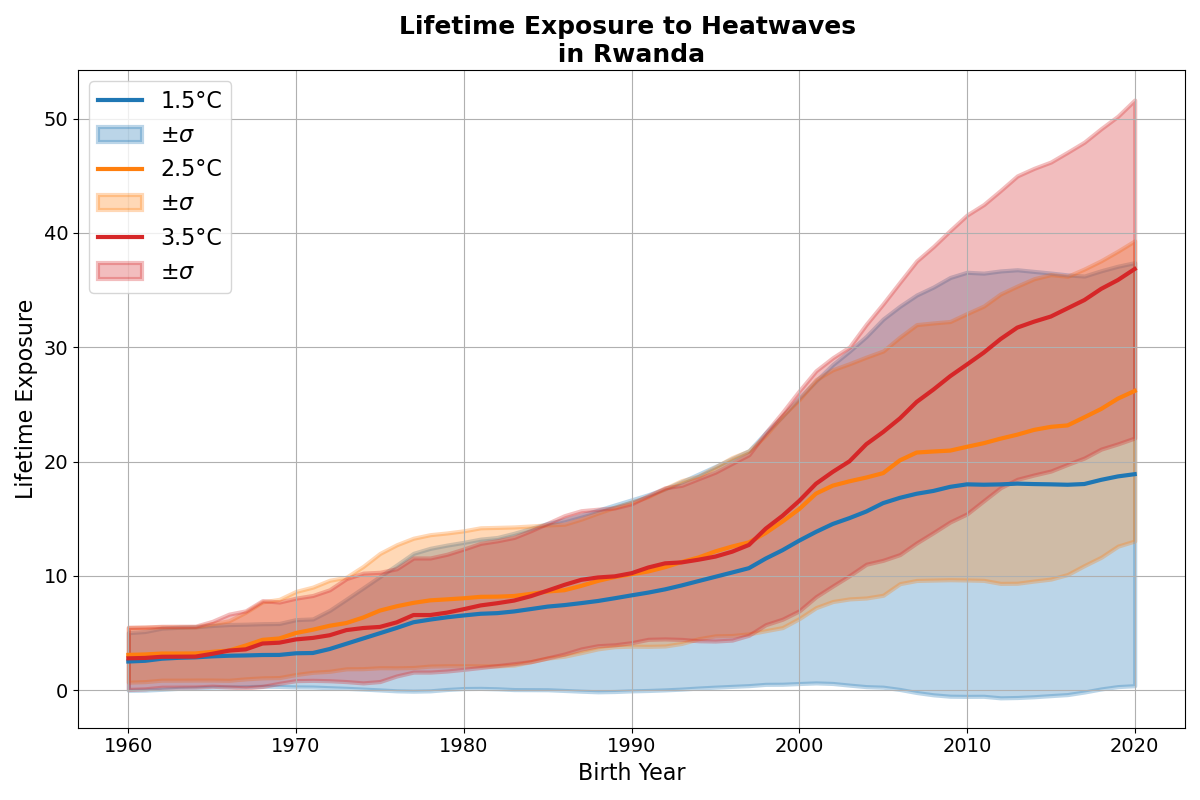 Lifetime Exposure to Heatwaves
in Rwanda
1.5°C
±σ
2.5°C
±σ
3.5°C
±σ
Lifetime Exposure
50
40
30
20
10
0
1960 1970 1980 1990 2000 2010 2020
Birth Year